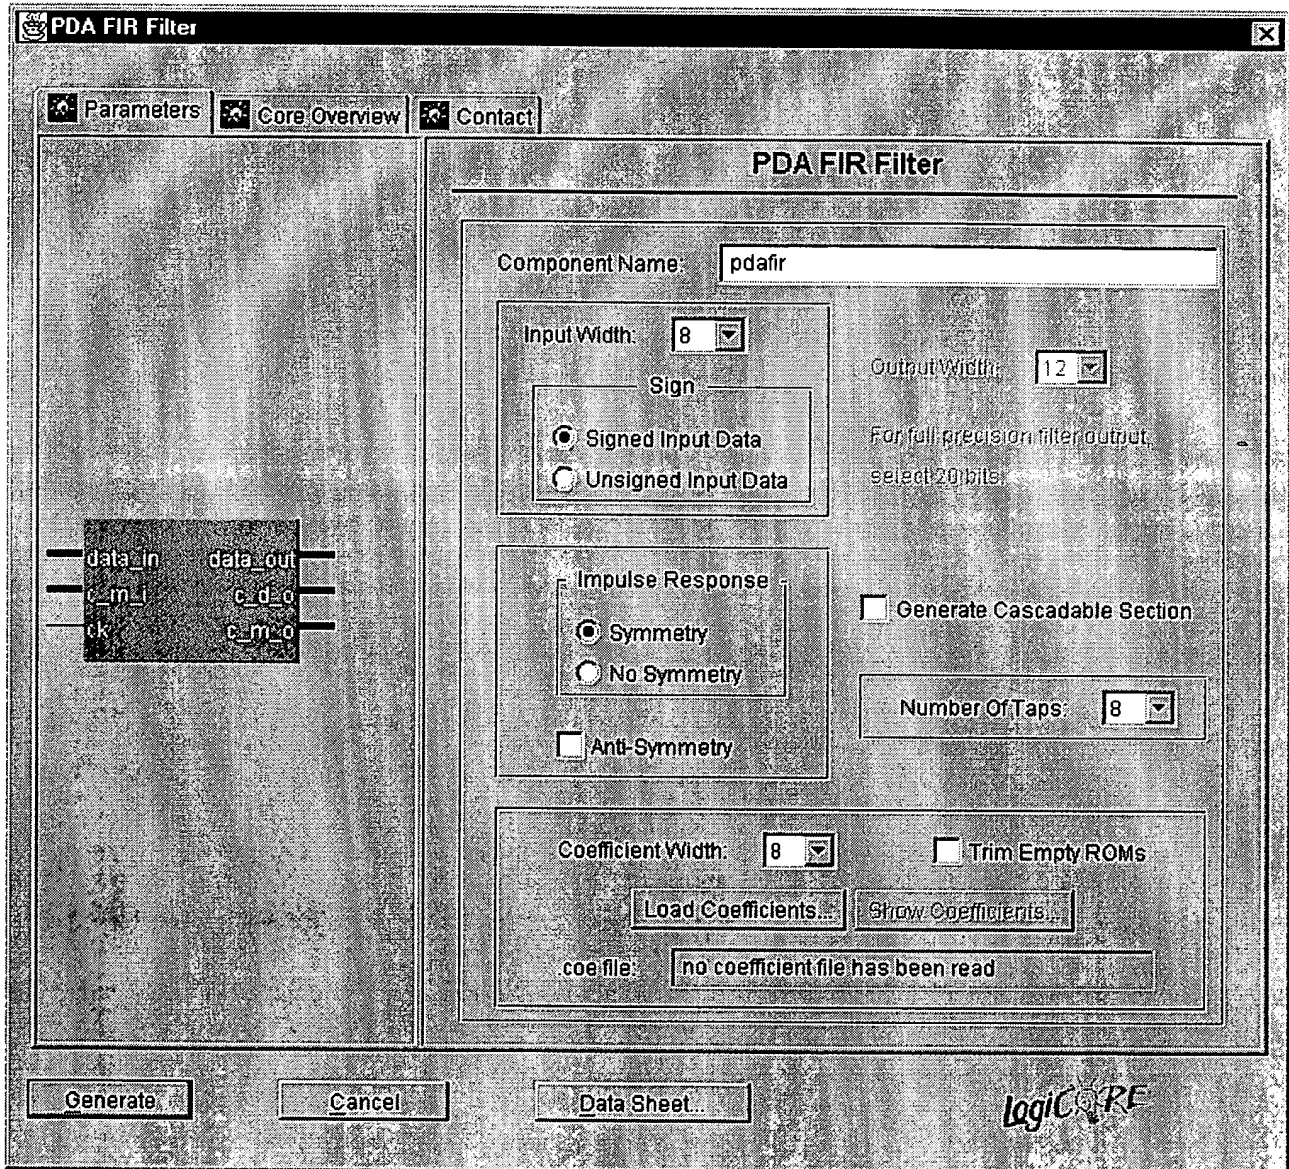 PDA FIR Filter
Parameters Core Overview Contact
PDA FIR Filter
Component Name: pdafir
Input Width: 8
Output Width: 12
Sign
Signed Input Data
Unsigned Input Data
For full precision filter output,
select 20 bits.
data_in data_out
c_m_i c_d_o
ck c_m_o
Impulse Response
Symmetry
No Symmetry
Anti-Symmetry
Generate Cascadable Section
Number Of Taps: 8
Coefficient Width: 8 Trim Empty ROMs
Load Coefficients... Show Coefficients...
.coe file: no coefficient file has been read
Generate Cancel Data Sheet...
LogiCORE